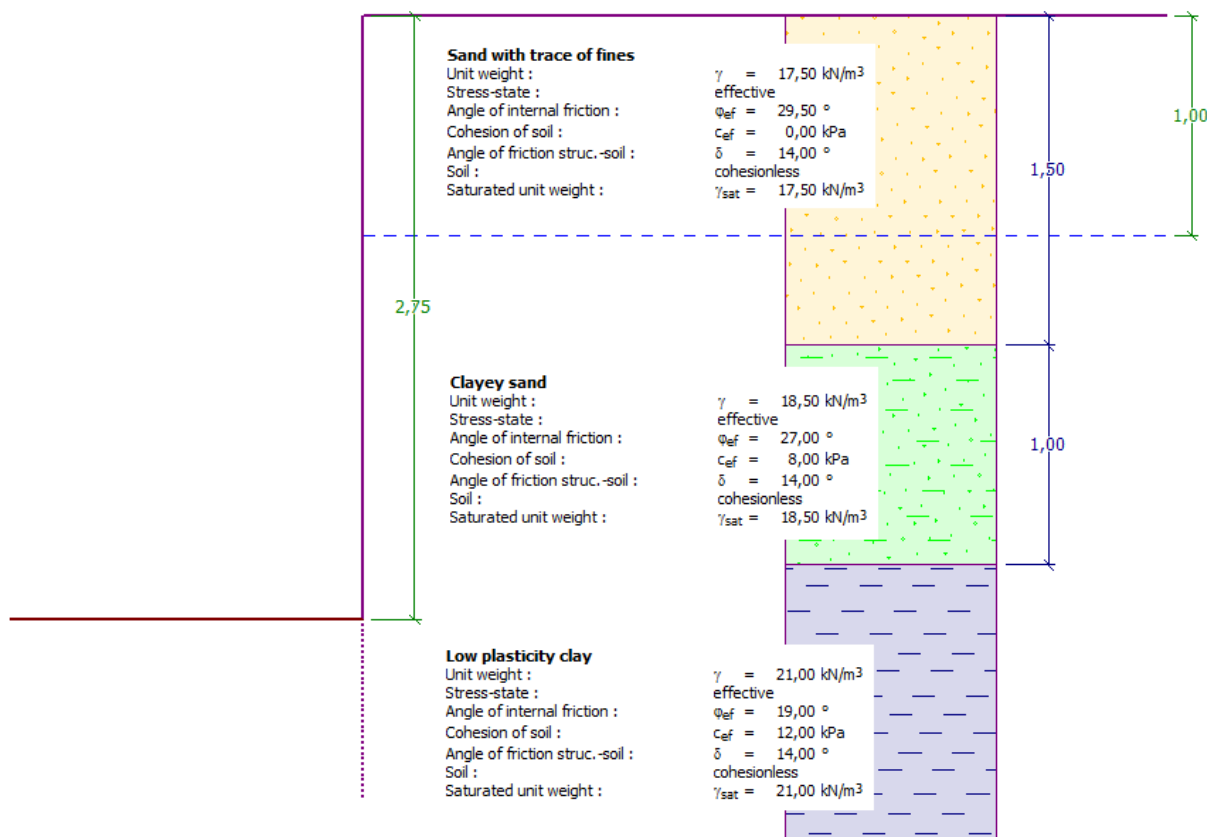 Sand with trace of fines
Unit weight : γ = 17,50 kN/m³
Stress-state : effective
Angle of internal friction : φef = 29,50 °
Cohesion of soil : cef = 0,00 kPa
Angle of friction struc.-soil : δ = 14,00 °
Soil : cohesionless
Saturated unit weight : γsat = 17,50 kN/m³
1,00
1,50
2,75
Clayey sand
Unit weight : γ = 18,50 kN/m³
Stress-state : effective
Angle of internal friction : φef = 27,00 °
Cohesion of soil : cef = 8,00 kPa
Angle of friction struc.-soil : δ = 14,00 °
Soil : cohesionless
Saturated unit weight : γsat = 18,50 kN/m³
1,00
Low plasticity clay
Unit weight : γ = 21,00 kN/m³
Stress-state : effective
Angle of internal friction : φef = 19,00 °
Cohesion of soil : cef = 12,00 kPa
Angle of friction struc.-soil : δ = 14,00 °
Soil : cohesionless
Saturated unit weight : γsat = 21,00 kN/m³